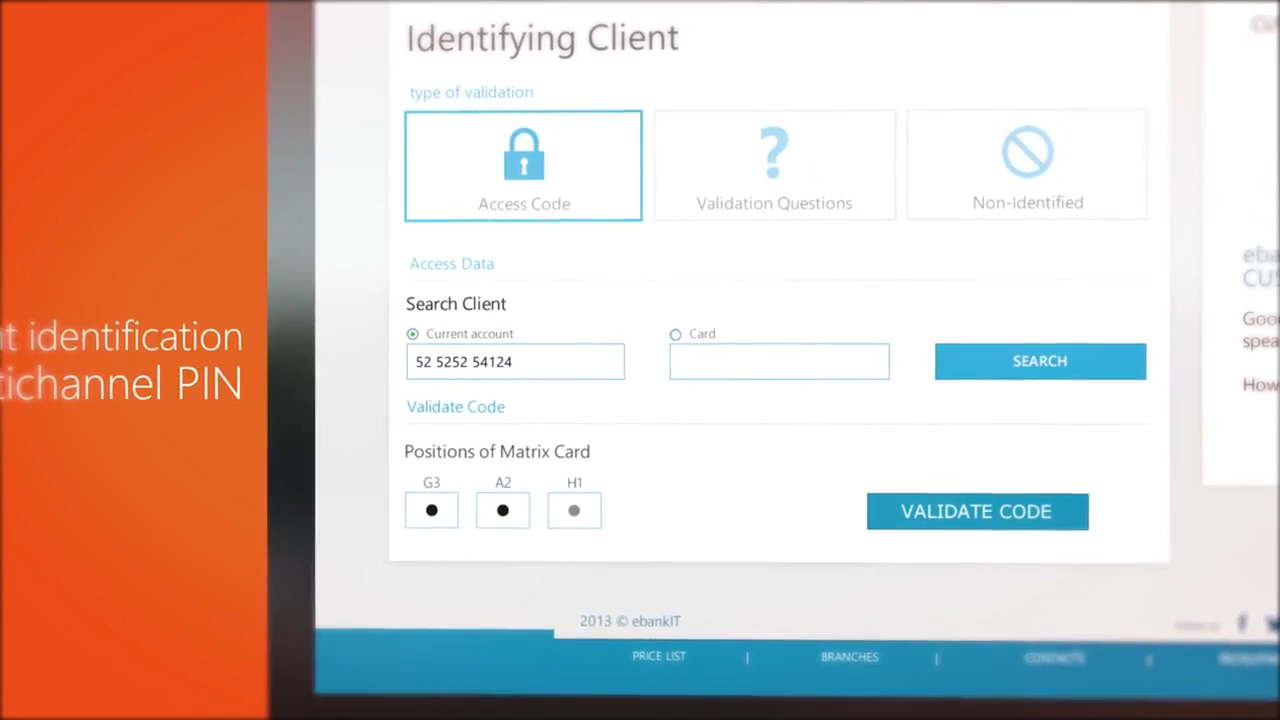 identification
PIN
Identifying Client
type of validation
Access Code
Validation Questions
Non-Identified
Access Data
Search Client
Current account
Card
52 5252 54124
SEARCH
Validate Code
Positions of Matrix Card
G3 A2 H1
VALIDATE CODE
2013 © ebankIT
PRICE LIST | BRANCHES | CONTACTS |
How